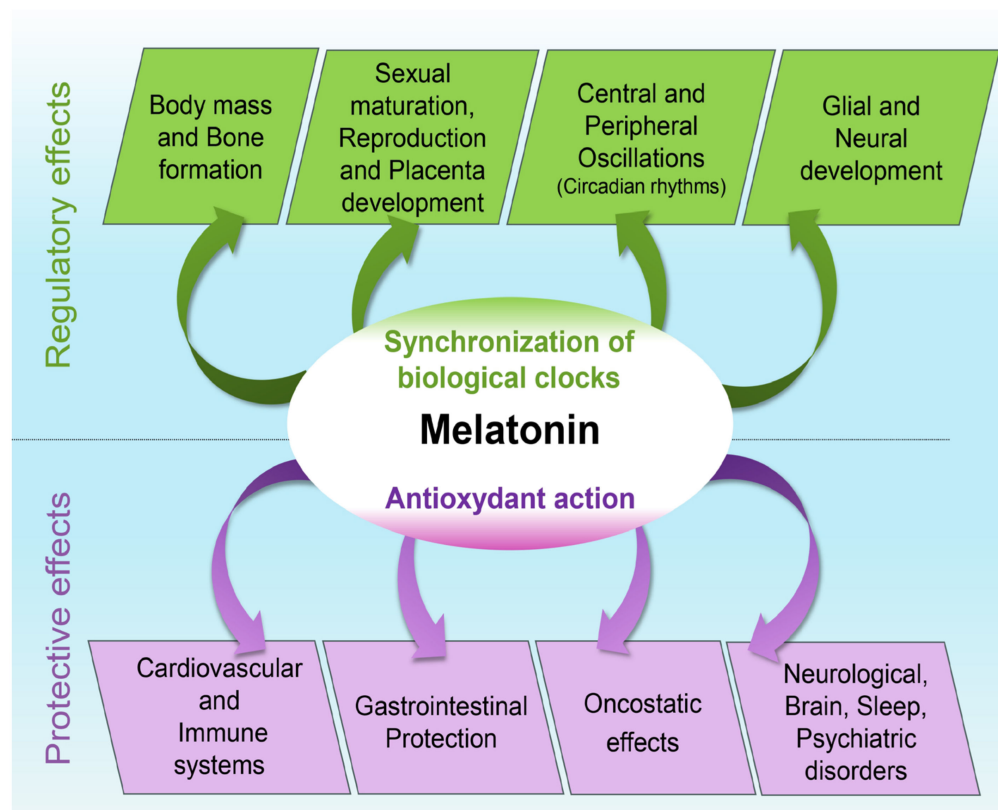 Regulatory effects
Body mass
and Bone
formation
Sexual
maturation,
Reproduction
and Placenta
development
Central and
Peripheral
Oscillations
(Circadian rhythms)
Glial and
Neural
development
Synchronization of
biological clocks
Melatonin
Antioxydant action
Protective effects
Cardiovascular
and
Immune
systems
Gastrointestinal
Protection
Oncostatic
effects
Neurological,
Brain, Sleep,
Psychiatric
disorders